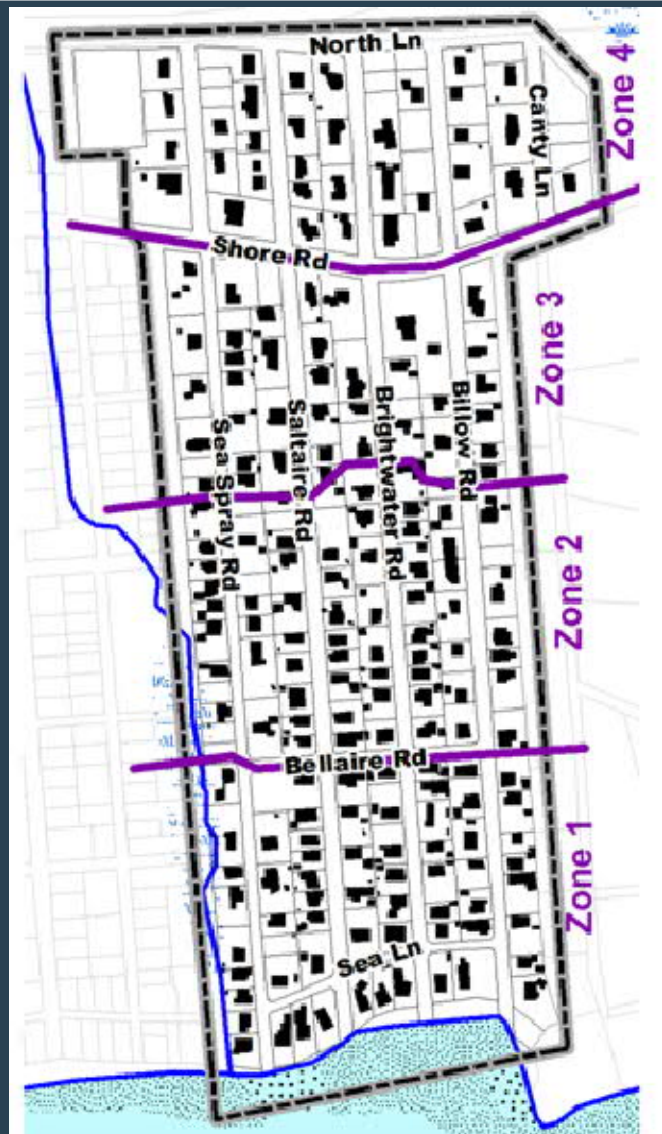 North Ln
Canty Ln
Zone 4
Shore Rd
Zone 3
Sea Spray Rd
Saltaire Rd
Brightwater Rd
Billow Rd
Zone 2
Bellaire Rd
Zone 1
Sea Ln